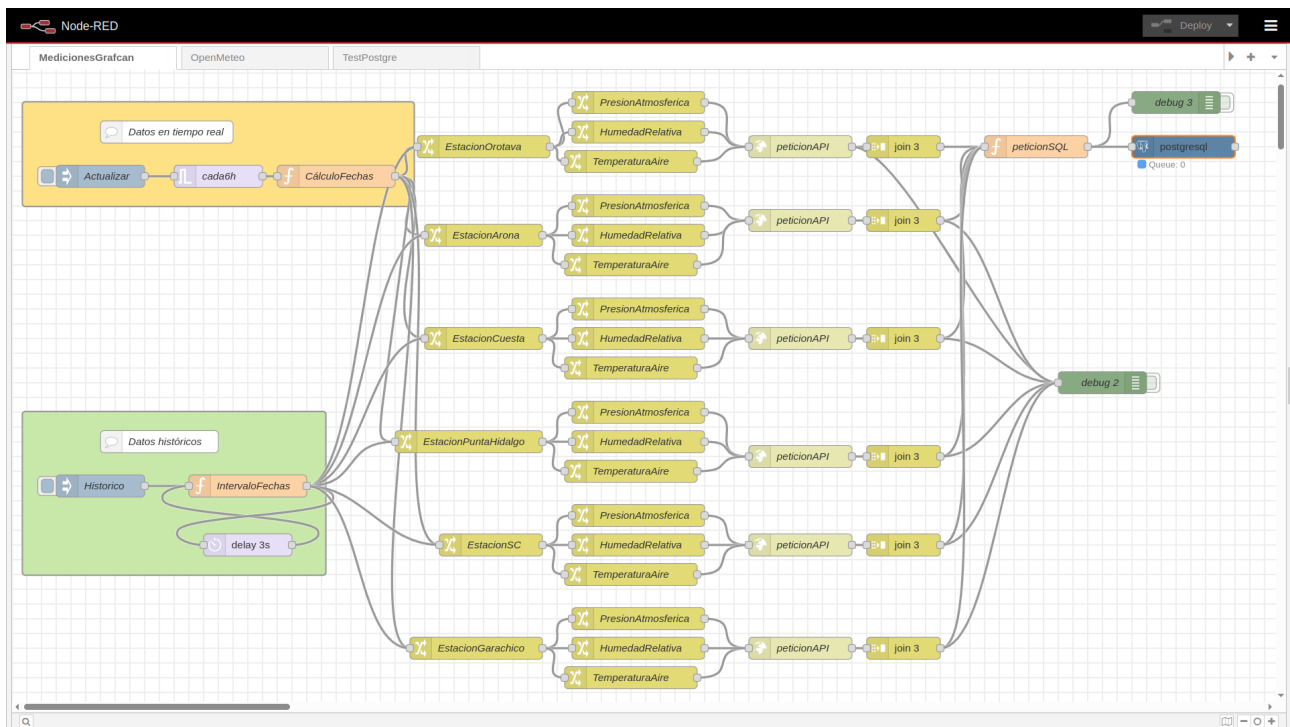 Node-RED
Deploy
MedicionesGrafcan
OpenMeteo
TestPostgre
Datos en tiempo real
Actualizar
cada6h
CálculoFechas
EstacionOrotava
PresionAtmosferica
HumedadRelativa
TemperaturaAire
peticionAPI
join 3
peticionSQL
debug 3
postgresql
Queue: 0
EstacionArona
PresionAtmosferica
HumedadRelativa
TemperaturaAire
peticionAPI
join 3
EstacionCuesta
PresionAtmosferica
HumedadRelativa
TemperaturaAire
peticionAPI
join 3
debug 2
Datos históricos
Historico
IntervaloFechas
delay 3s
EstacionPuntaHidalgo
PresionAtmosferica
HumedadRelativa
TemperaturaAire
peticionAPI
join 3
EstacionSC
PresionAtmosferica
HumedadRelativa
TemperaturaAire
peticionAPI
join 3
EstacionGarachico
PresionAtmosferica
HumedadRelativa
TemperaturaAire
peticionAPI
join 3